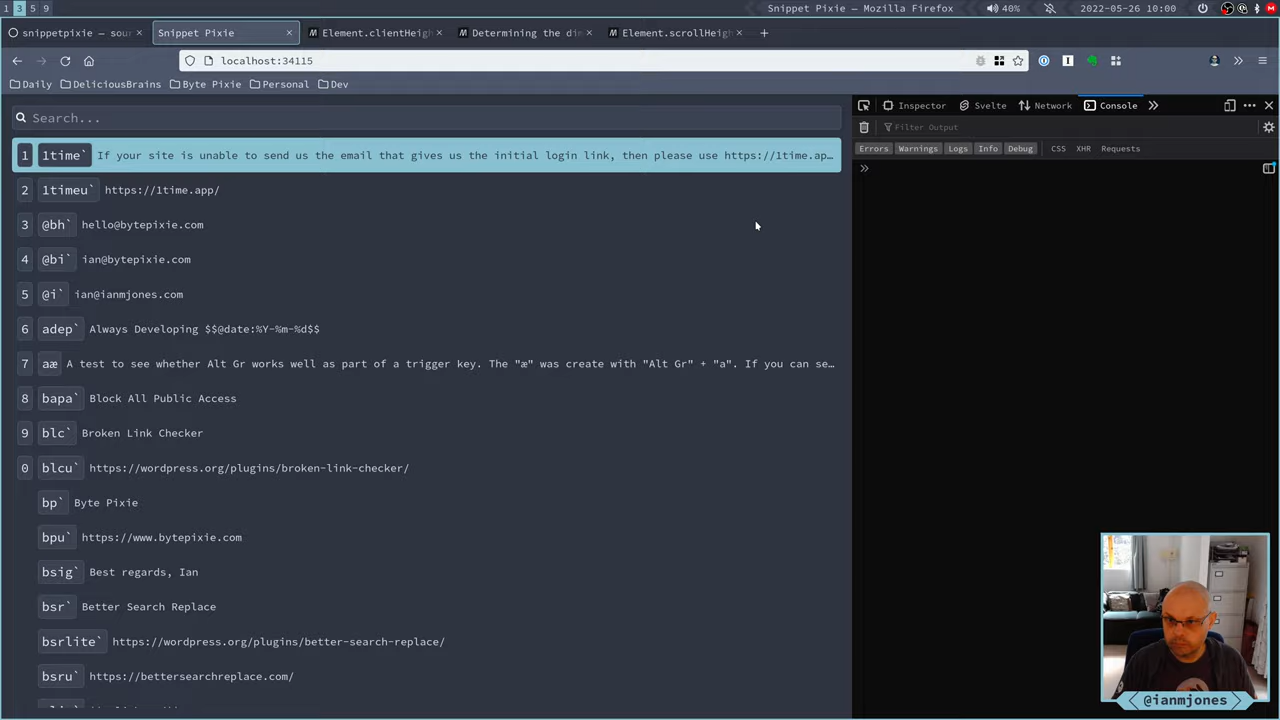 1 3 5 9 Snippet Pixie — Mozilla Firefox 40% 2022-05-26 10:00
snippetpixie — sour Snippet Pixie Element.clientHeigh Determining the dim Element.scrollHeigh
localhost:34115
Daily DeliciousBrains Byte Pixie Personal Dev
Inspector Svelte Network Console
Search...
Filter Output
Errors Warnings Logs Info Debug CSS XHR Requests
1 1time` If your site is unable to send us the email that gives us the initial login link, then please use https://1time.ap…
2 1timeu` https://1time.app/
3 @bh` hello@bytepixie.com
4 @bi` ian@bytepixie.com
5 @i` ian@ianmjones.com
6 adep` Always Developing $$@date:%Y-%m-%d$$
7 aæ A test to see whether Alt Gr works well as part of a trigger key. The "æ" was create with "Alt Gr" + "a". If you can se…
8 bapa` Block All Public Access
9 blc` Broken Link Checker
0 blcu` https://wordpress.org/plugins/broken-link-checker/
bp` Byte Pixie
bpu` https://www.bytepixie.com
bsig` Best regards, Ian
bsr` Better Search Replace
bsrlite` https://wordpress.org/plugins/better-search-replace/
bsru` https://bettersearchreplace.com/
@ianmjones